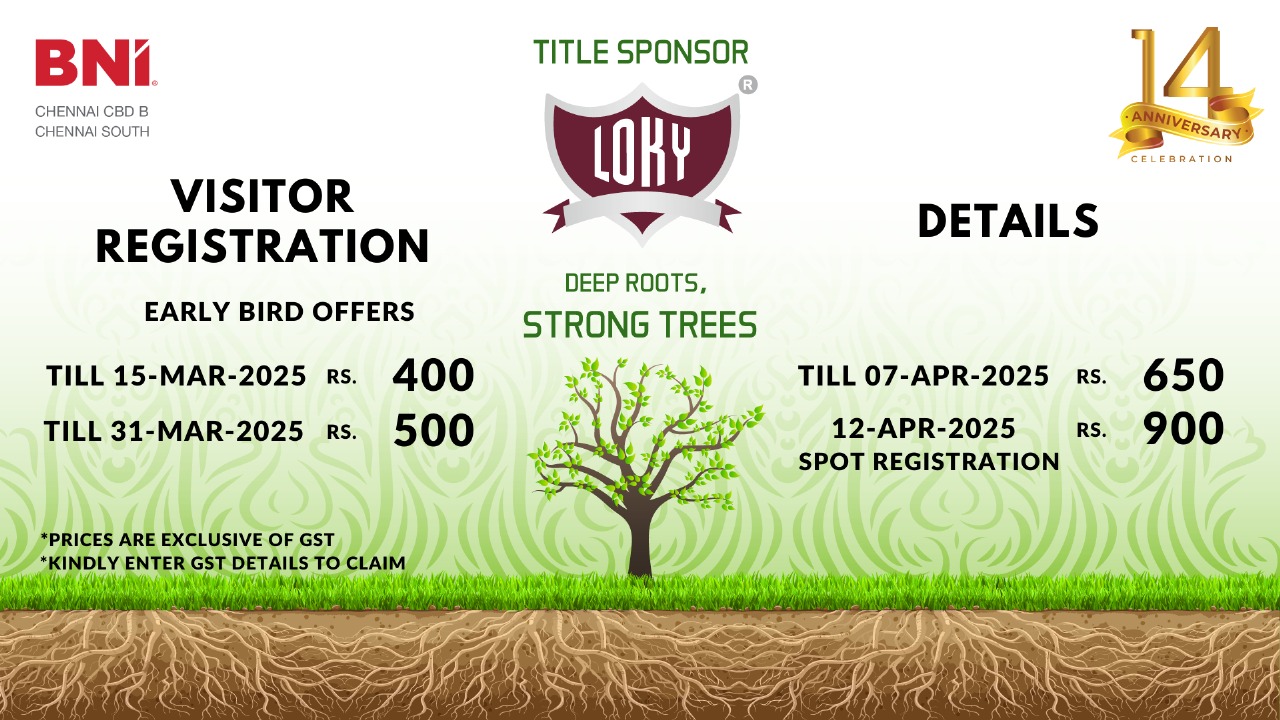 BNI®
CHENNAI CBD B
CHENNAI SOUTH
TITLE SPONSOR
LOKY
R
14
ANNIVERSARY
CELEBRATION
VISITOR
REGISTRATION
EARLY BIRD OFFERS
TILL 15-MAR-2025 RS. 400
TILL 31-MAR-2025 RS. 500
*PRICES ARE EXCLUSIVE OF GST
*KINDLY ENTER GST DETAILS TO CLAIM
DEEP ROOTS,
STRONG TREES
DETAILS
TILL 07-APR-2025 RS. 650
12-APR-2025 RS. 900
SPOT REGISTRATION